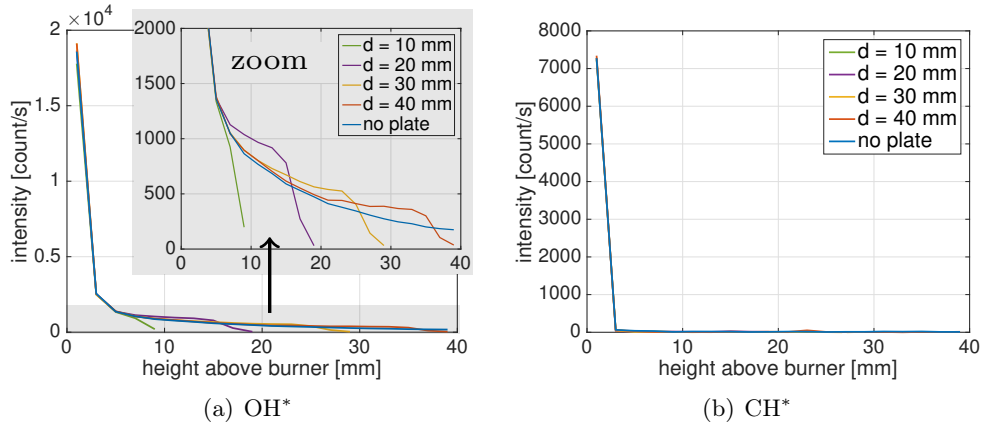 ×10⁴
2
1.5
1
0.5
0
0 10 20 30 40
intensity [count/s]
height above burner [mm]
2000
1500
1000
500
0
0 10 20 30 40
zoom
d = 10 mm
d = 20 mm
d = 30 mm
d = 40 mm
no plate
(a) OH*
8000
7000
6000
5000
4000
3000
2000
1000
0
0 10 20 30 40
intensity [count/s]
height above burner [mm]
d = 10 mm
d = 20 mm
d = 30 mm
d = 40 mm
no plate
(b) CH*